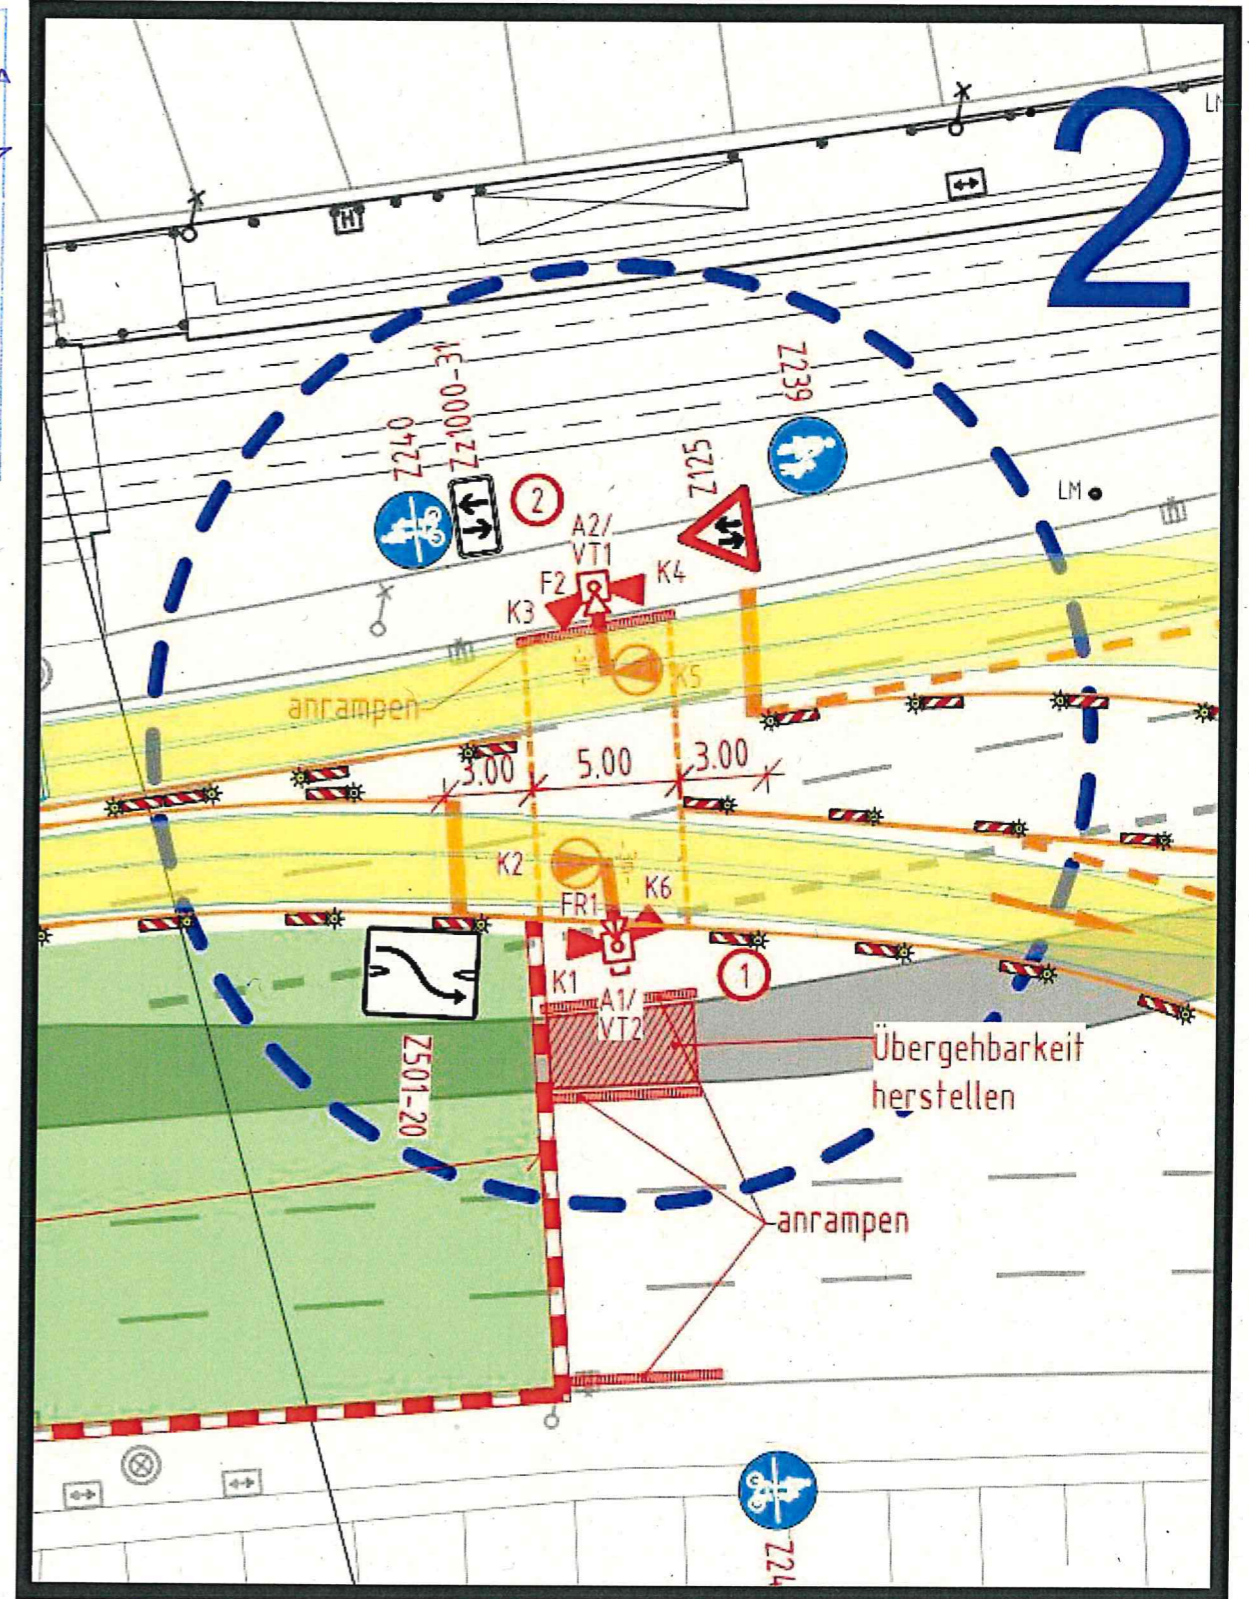 2
LM
H
Z240
Zz1000-31
2
Z239
Z125
LM
A2/
VT1
F2
K3
K4
K5
anrampen
3.00
5.00
3.00
K2
K6
FR1
K1
A1/
VT2
1
Z501-20
Übergehbarkeit
herstellen
anrampen
Z24